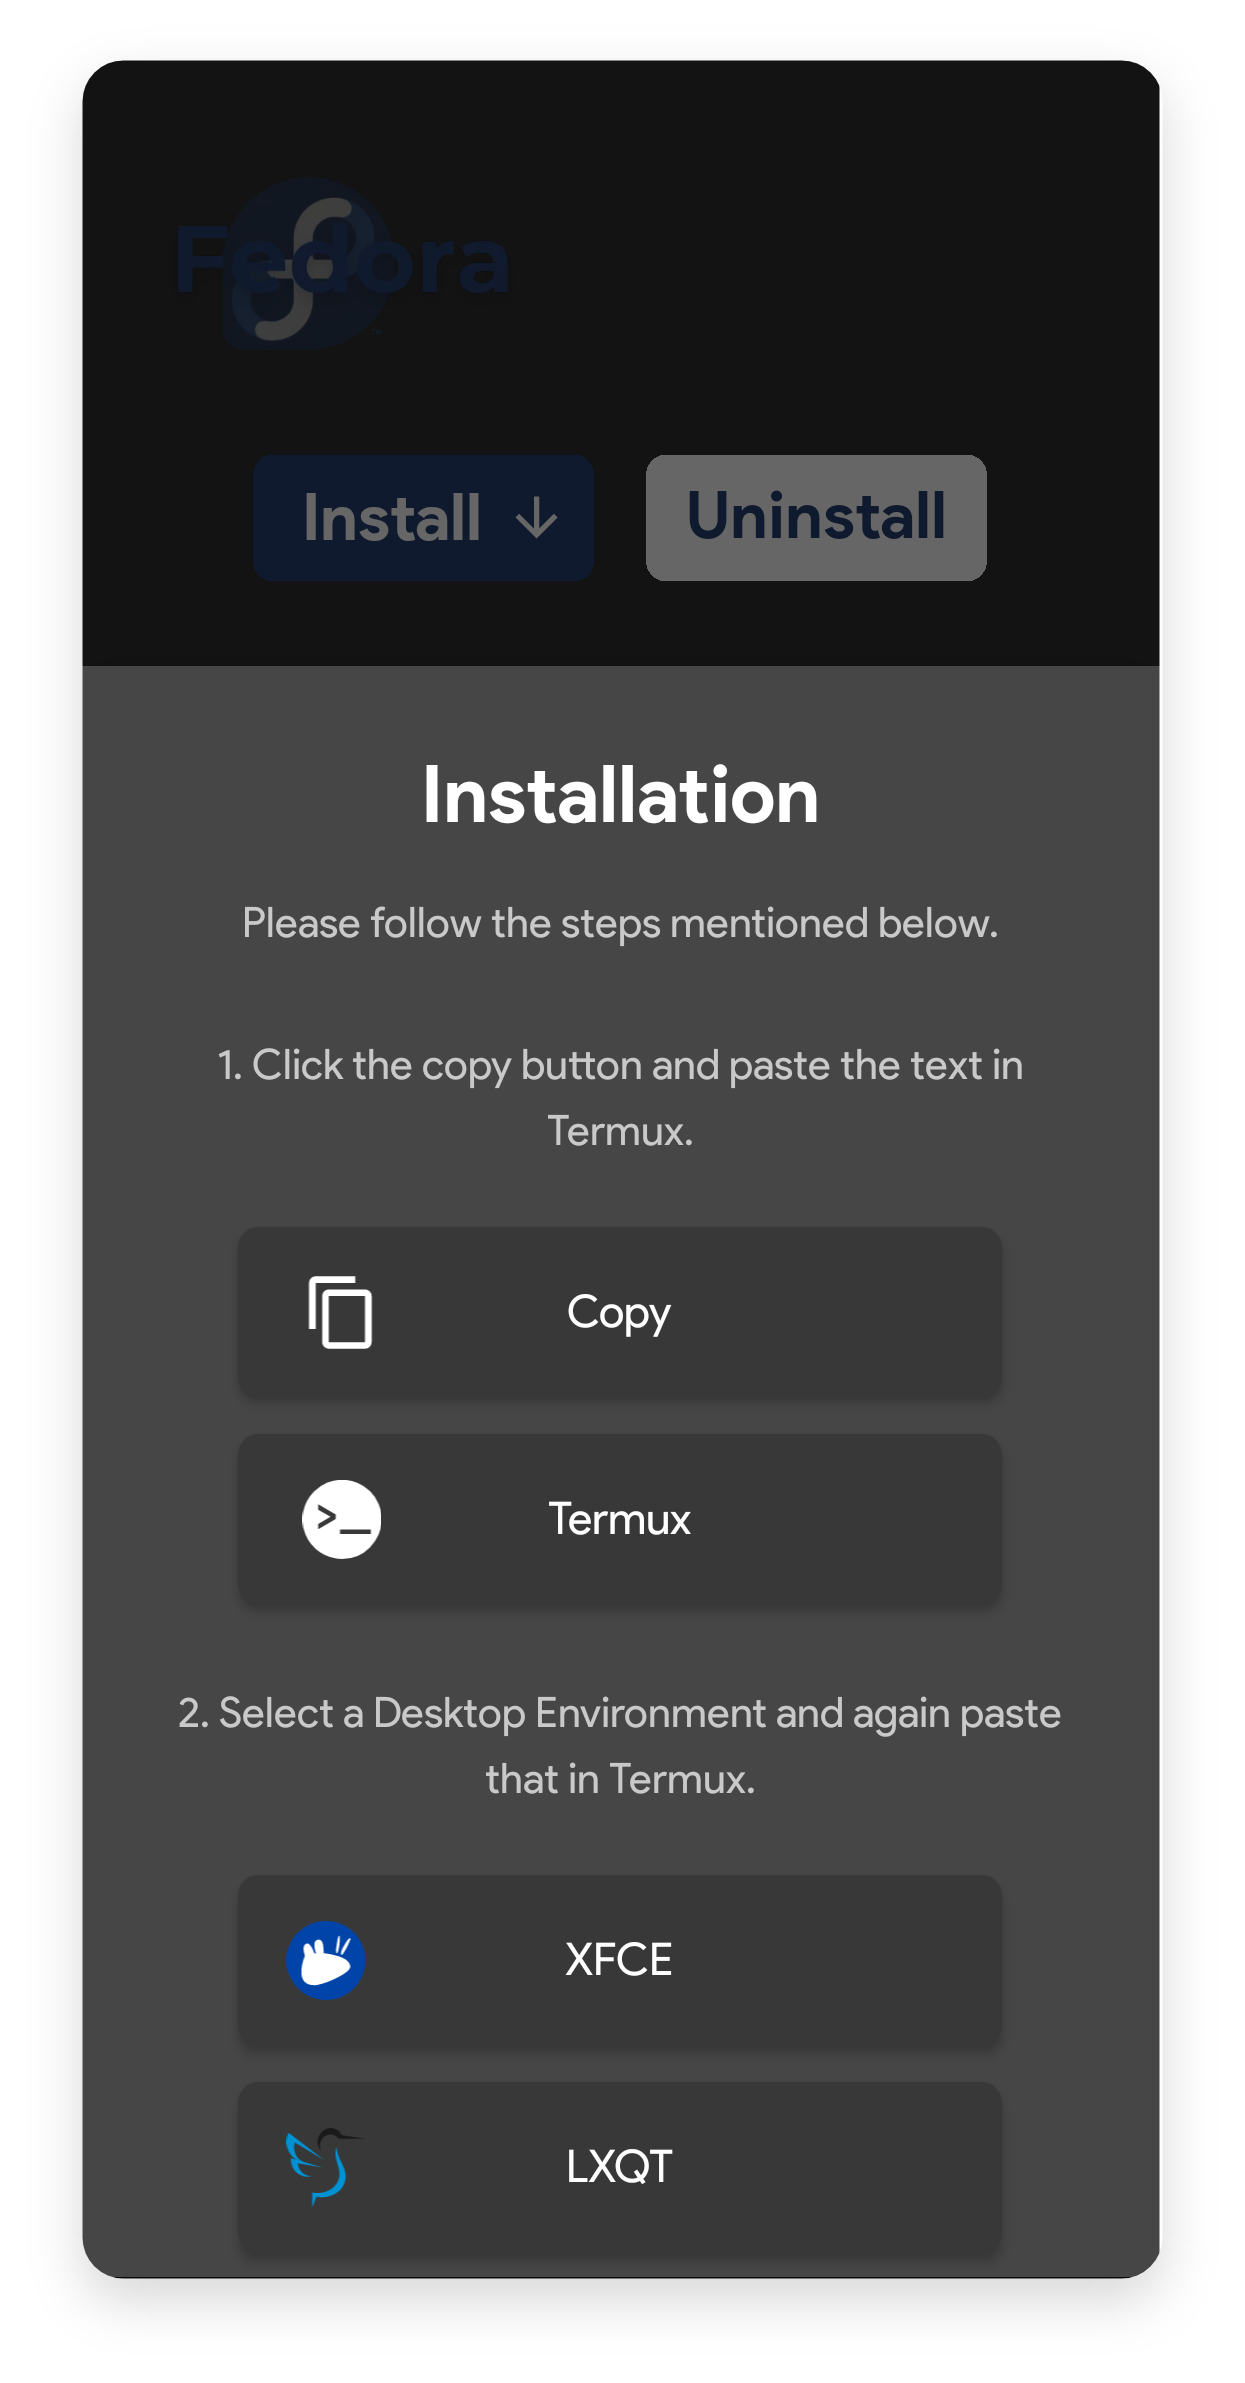 Fedora
Install
Uninstall
Installation
Please follow the steps mentioned below.
1. Click the copy button and paste the text in
Termux.
Copy
>_
Termux
2. Select a Desktop Environment and again paste
that in Termux.
XFCE
LXQT